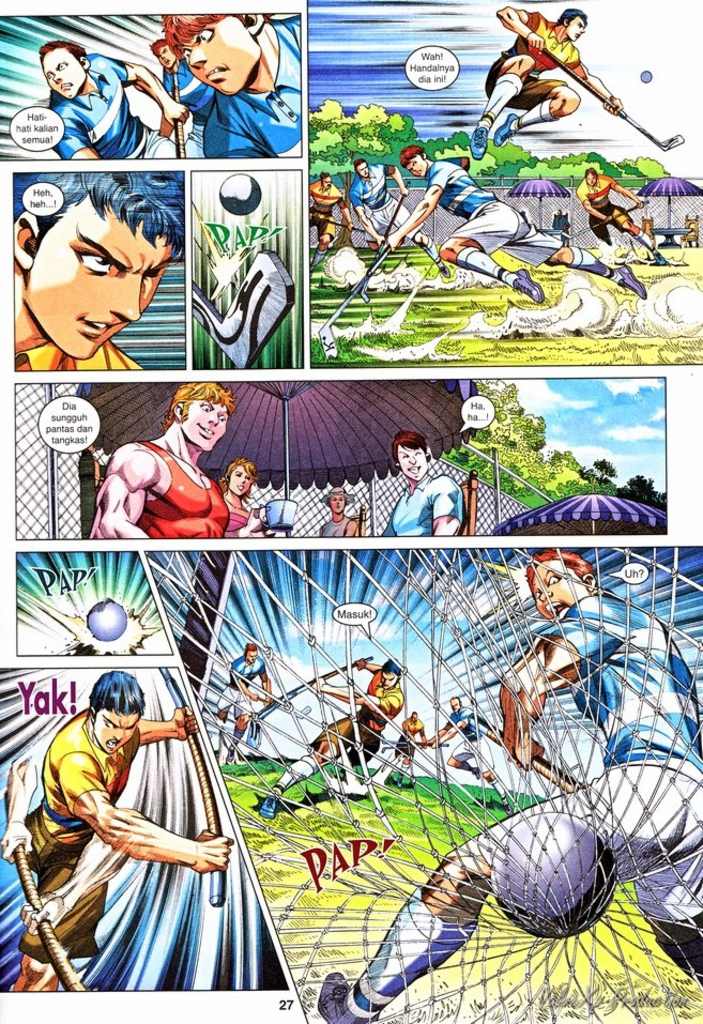 Hati-
hati kalian
semua!
Wah!
Handalnya
dia ini!
Heh,
heh!
PAP!
Dia
sungguh
pantas dan
tangkas!
Ha,
ha...!
PAP!
Masuk!
Uh?
Yak!
PAP!
27